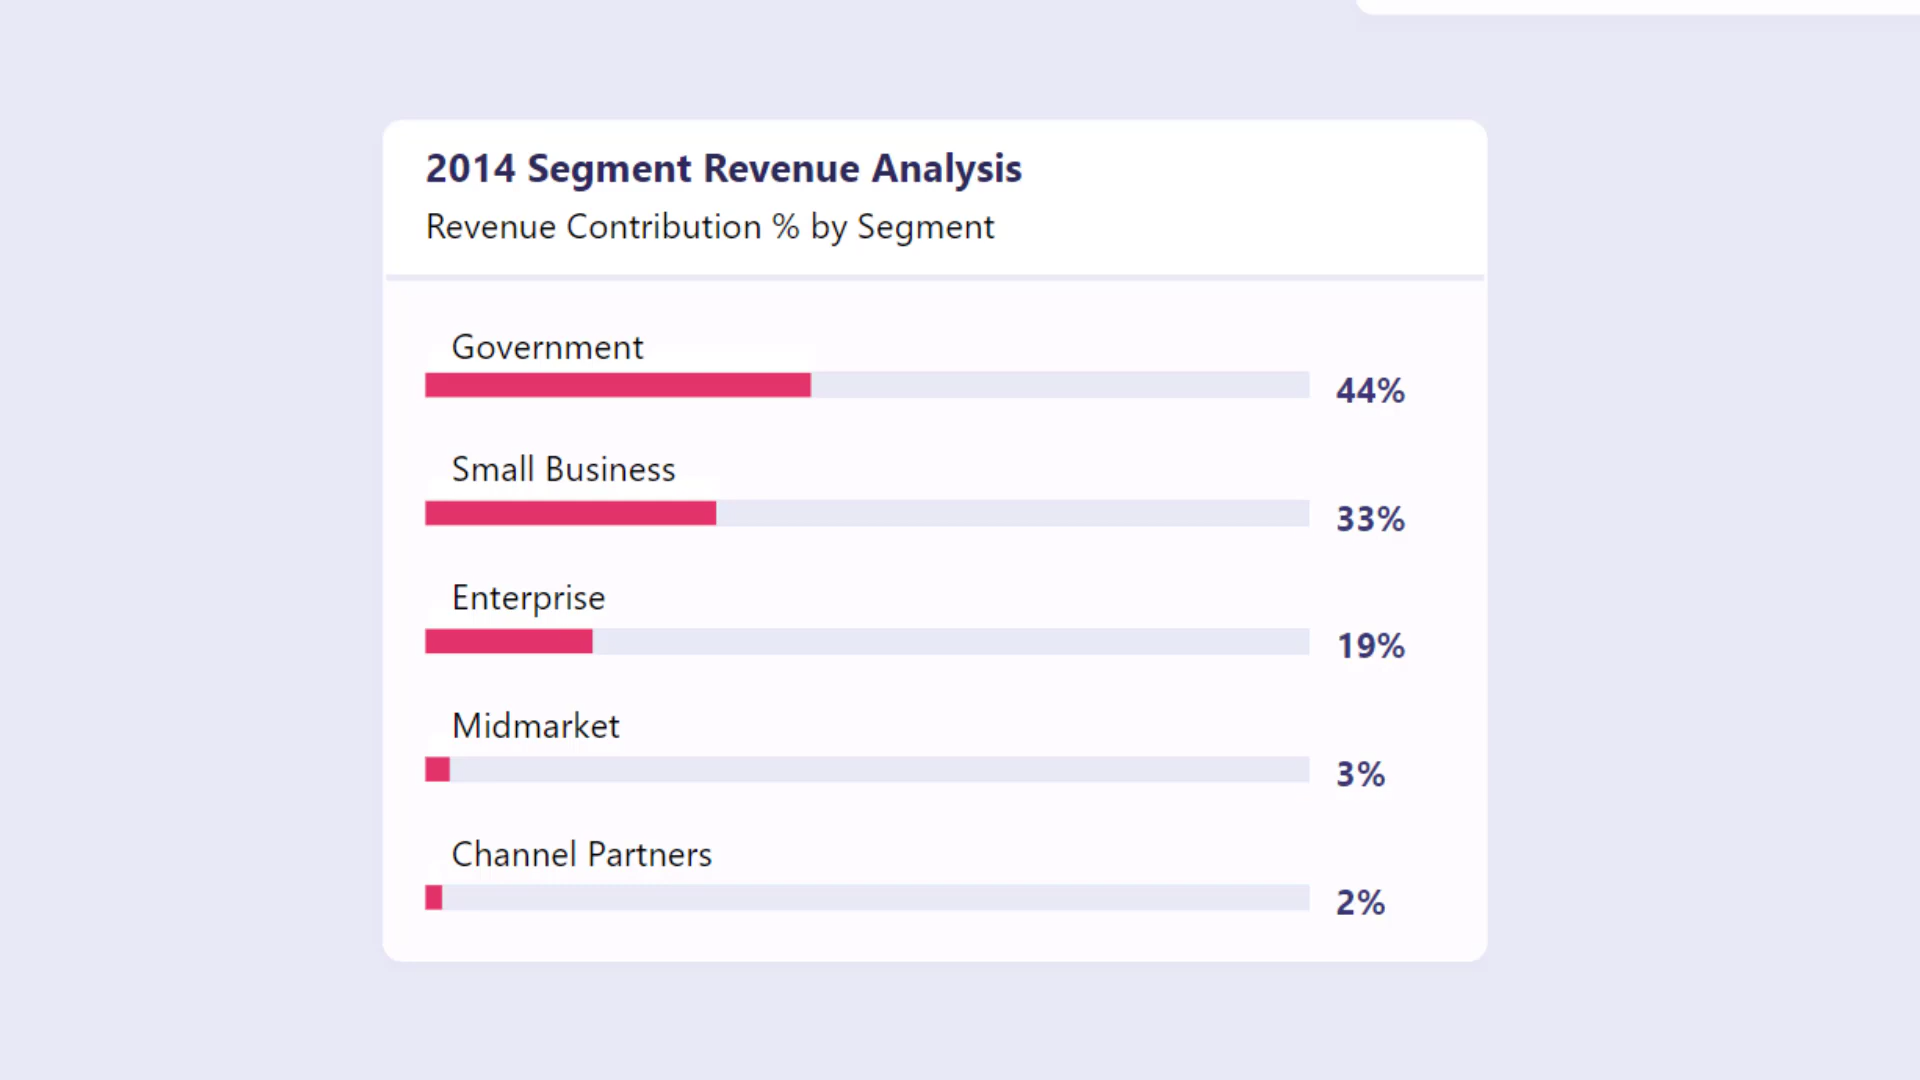 2014 Segment Revenue Analysis
Revenue Contribution % by Segment
Government
44%
Small Business
33%
Enterprise
19%
Midmarket
3%
Channel Partners
2%